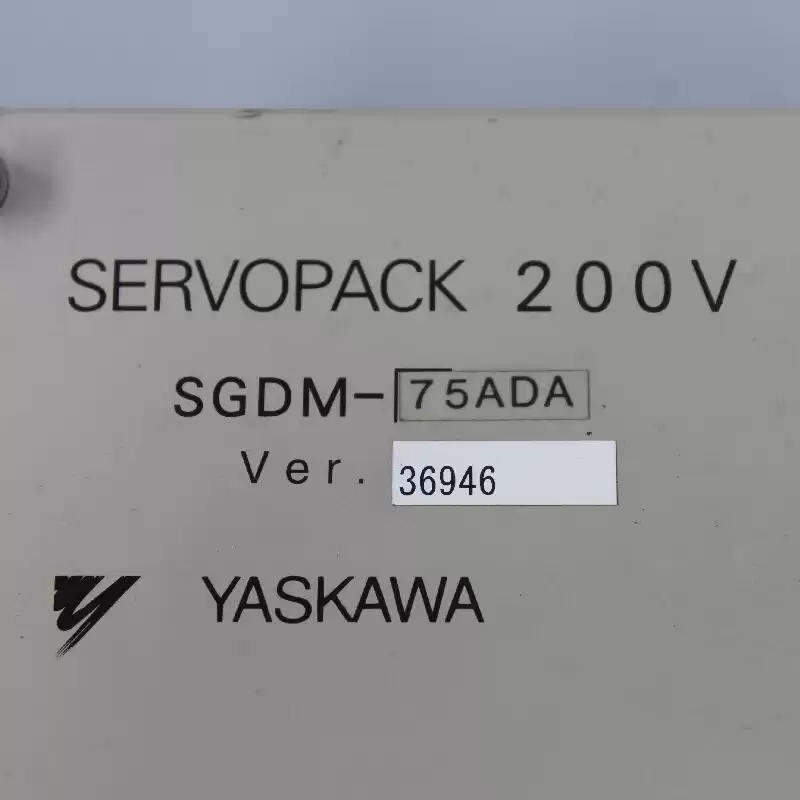 SERVOPACK 200V
SGDM-75ADA
Ver. 36946
YASKAWA